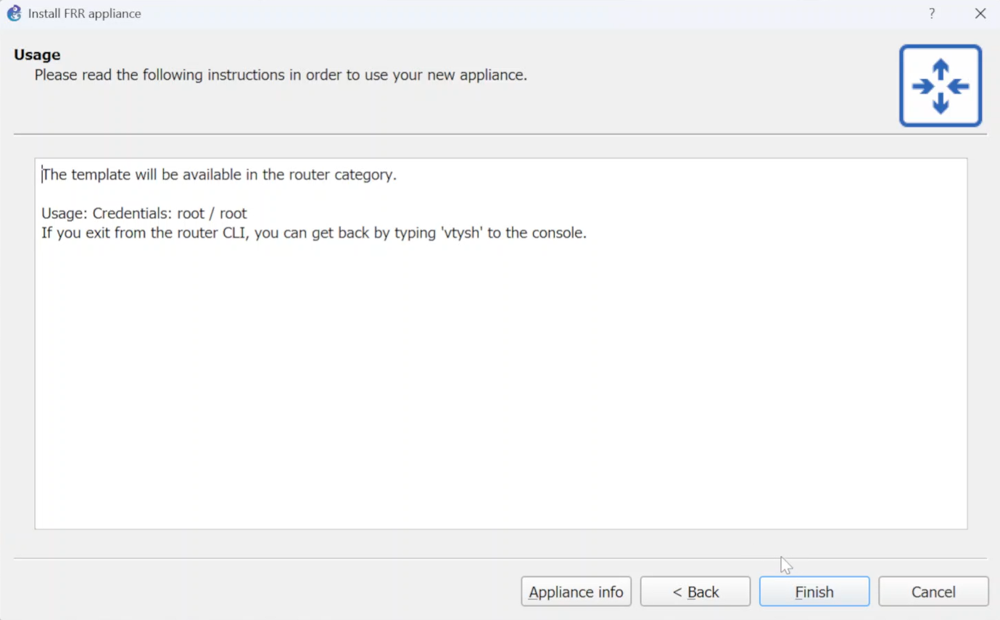 Install FRR appliance
?
Usage
Please read the following instructions in order to use your new appliance.
The template will be available in the router category.
Usage: Credentials: root / root
If you exit from the router CLI, you can get back by typing 'vtysh' to the console.
Appliance info
< Back
Finish
Cancel